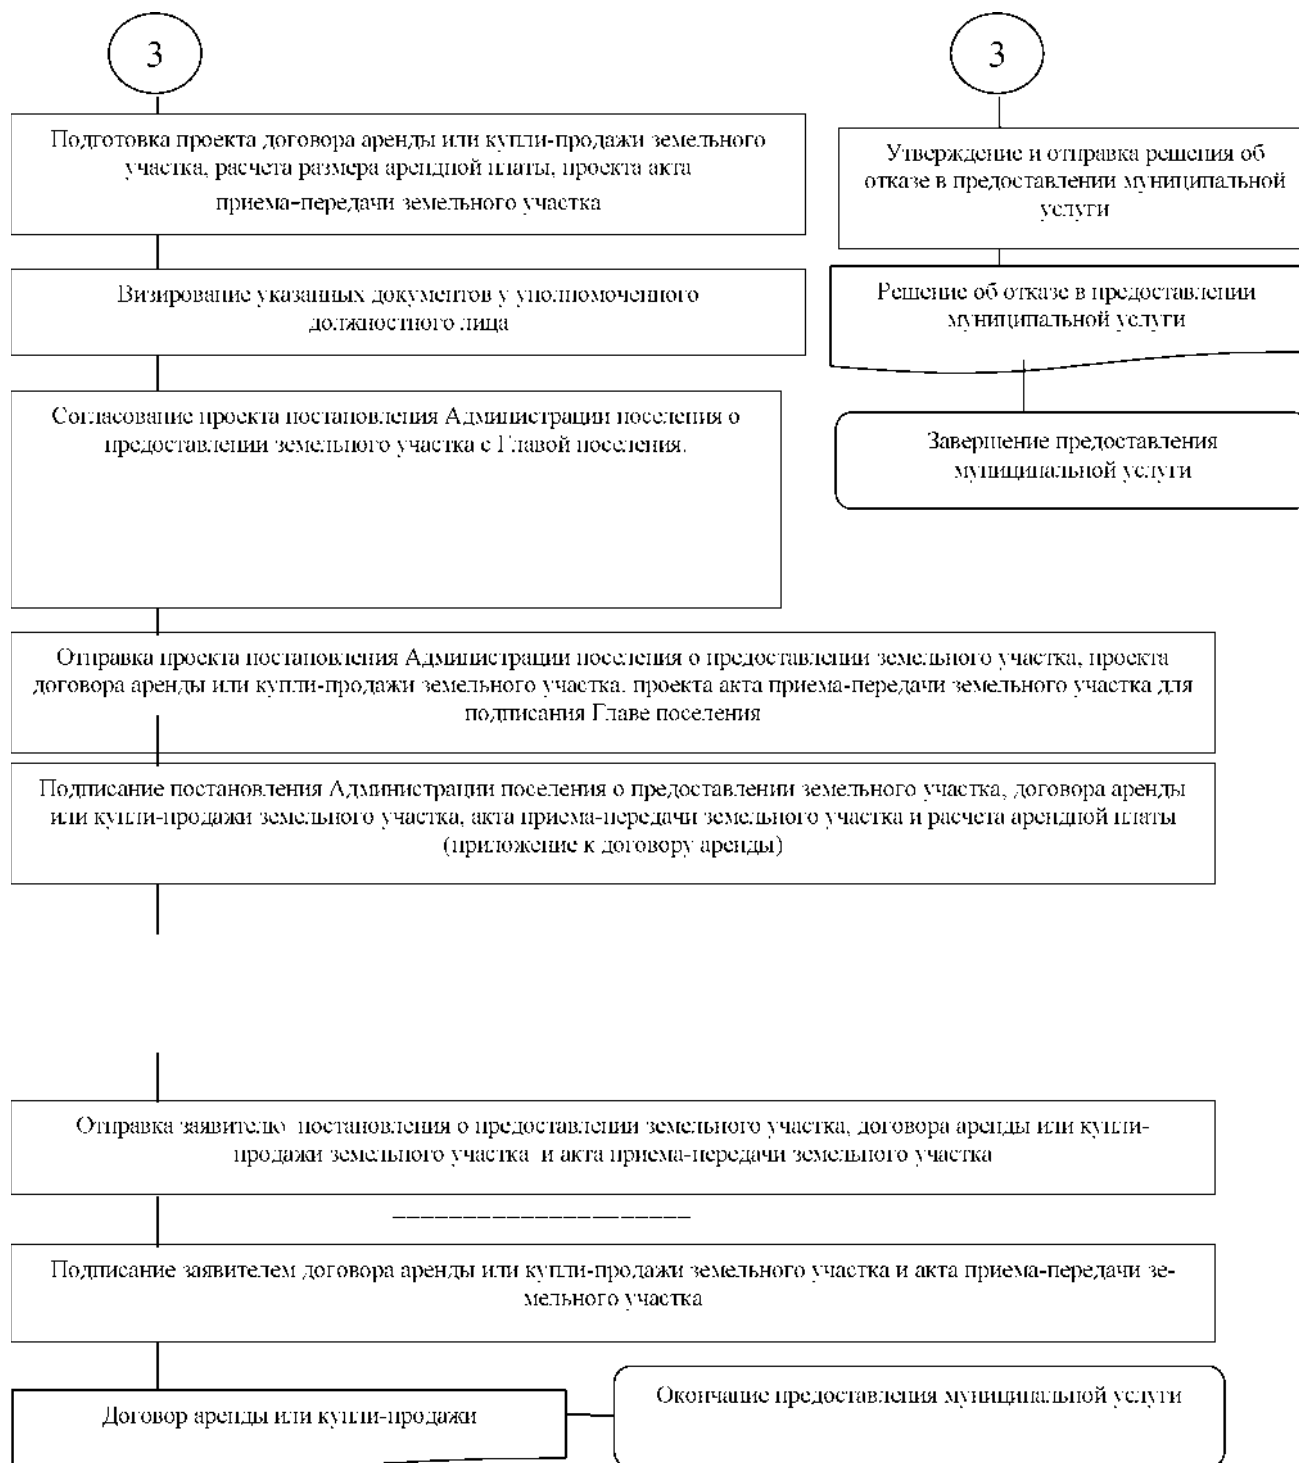 3
Подготовка проекта договора аренды или купли-продажи земельного
участка, расчета размера арендной платы, проекта акта
приема-передачи земельного участка
Визирование указанных документов у уполномоченного
должностного лица
Согласование проекта постановления Администрации поселения о
предоставлении земельного участка с Главой поселения.
3
Утверждение и отправка решения об
отказе в предоставлении муниципальной
услуги
Решение об отказе в предоставлении
муниципальной услуги
Завершение предоставления
муниципальной услуги
Отправка проекта постановления Администрации поселения о предоставлении земельного участка, проекта
договора аренды или купли-продажи земельного участка. проекта акта приема-передачи земельного участка для
подписания Главе поселения
Подписание постановления Администрации поселения о предоставлении земельного участка, договора аренды
или купли-продажи земельного участка, акта приема-передачи земельного участка и расчета арендной платы
(приложение к договору аренды)
Отправка заявителю постановления о предоставлении земельного участка, договора аренды или купли-
продажи земельного участка и акта приема-передачи земельного участка
Подписание заявителем договора аренды или купли-продажи земельного участка и акта приема-передачи зе-
мельного участка
Договор аренды или купли-продажи
Окончание предоставления муниципальной услуги